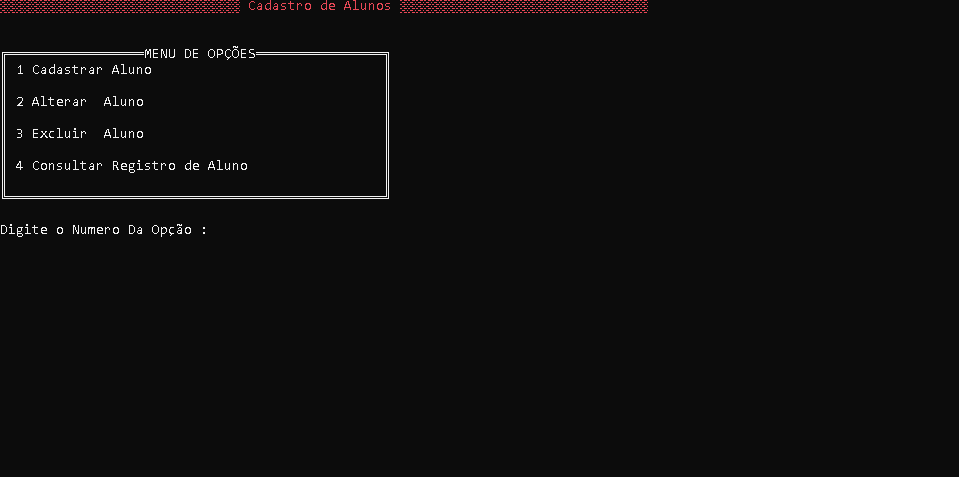 Cadastro de Alunos
MENU DE OPÇÕES
1 Cadastrar Aluno
2 Alterar  Aluno
3 Excluir  Aluno
4 Consultar Registro de Aluno
Digite o Numero Da Opção :